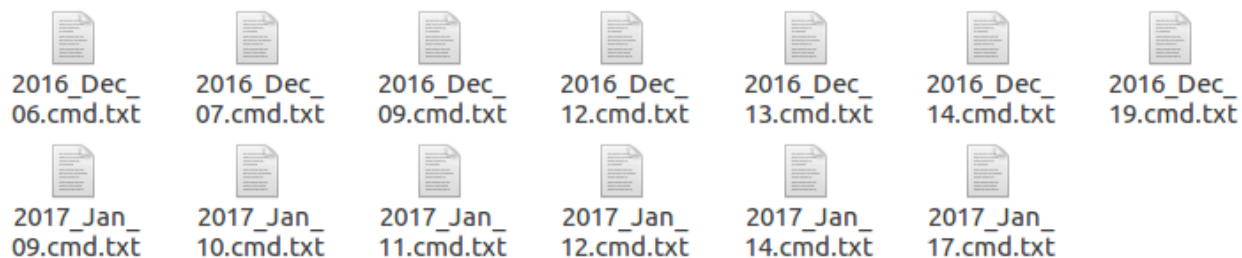 2016_Dec_
06.cmd.txt
2016_Dec_
07.cmd.txt
2016_Dec_
09.cmd.txt
2016_Dec_
12.cmd.txt
2016_Dec_
13.cmd.txt
2016_Dec_
14.cmd.txt
2016_Dec_
19.cmd.txt
2017_Jan_
09.cmd.txt
2017_Jan_
10.cmd.txt
2017_Jan_
11.cmd.txt
2017_Jan_
12.cmd.txt
2017_Jan_
14.cmd.txt
2017_Jan_
17.cmd.txt